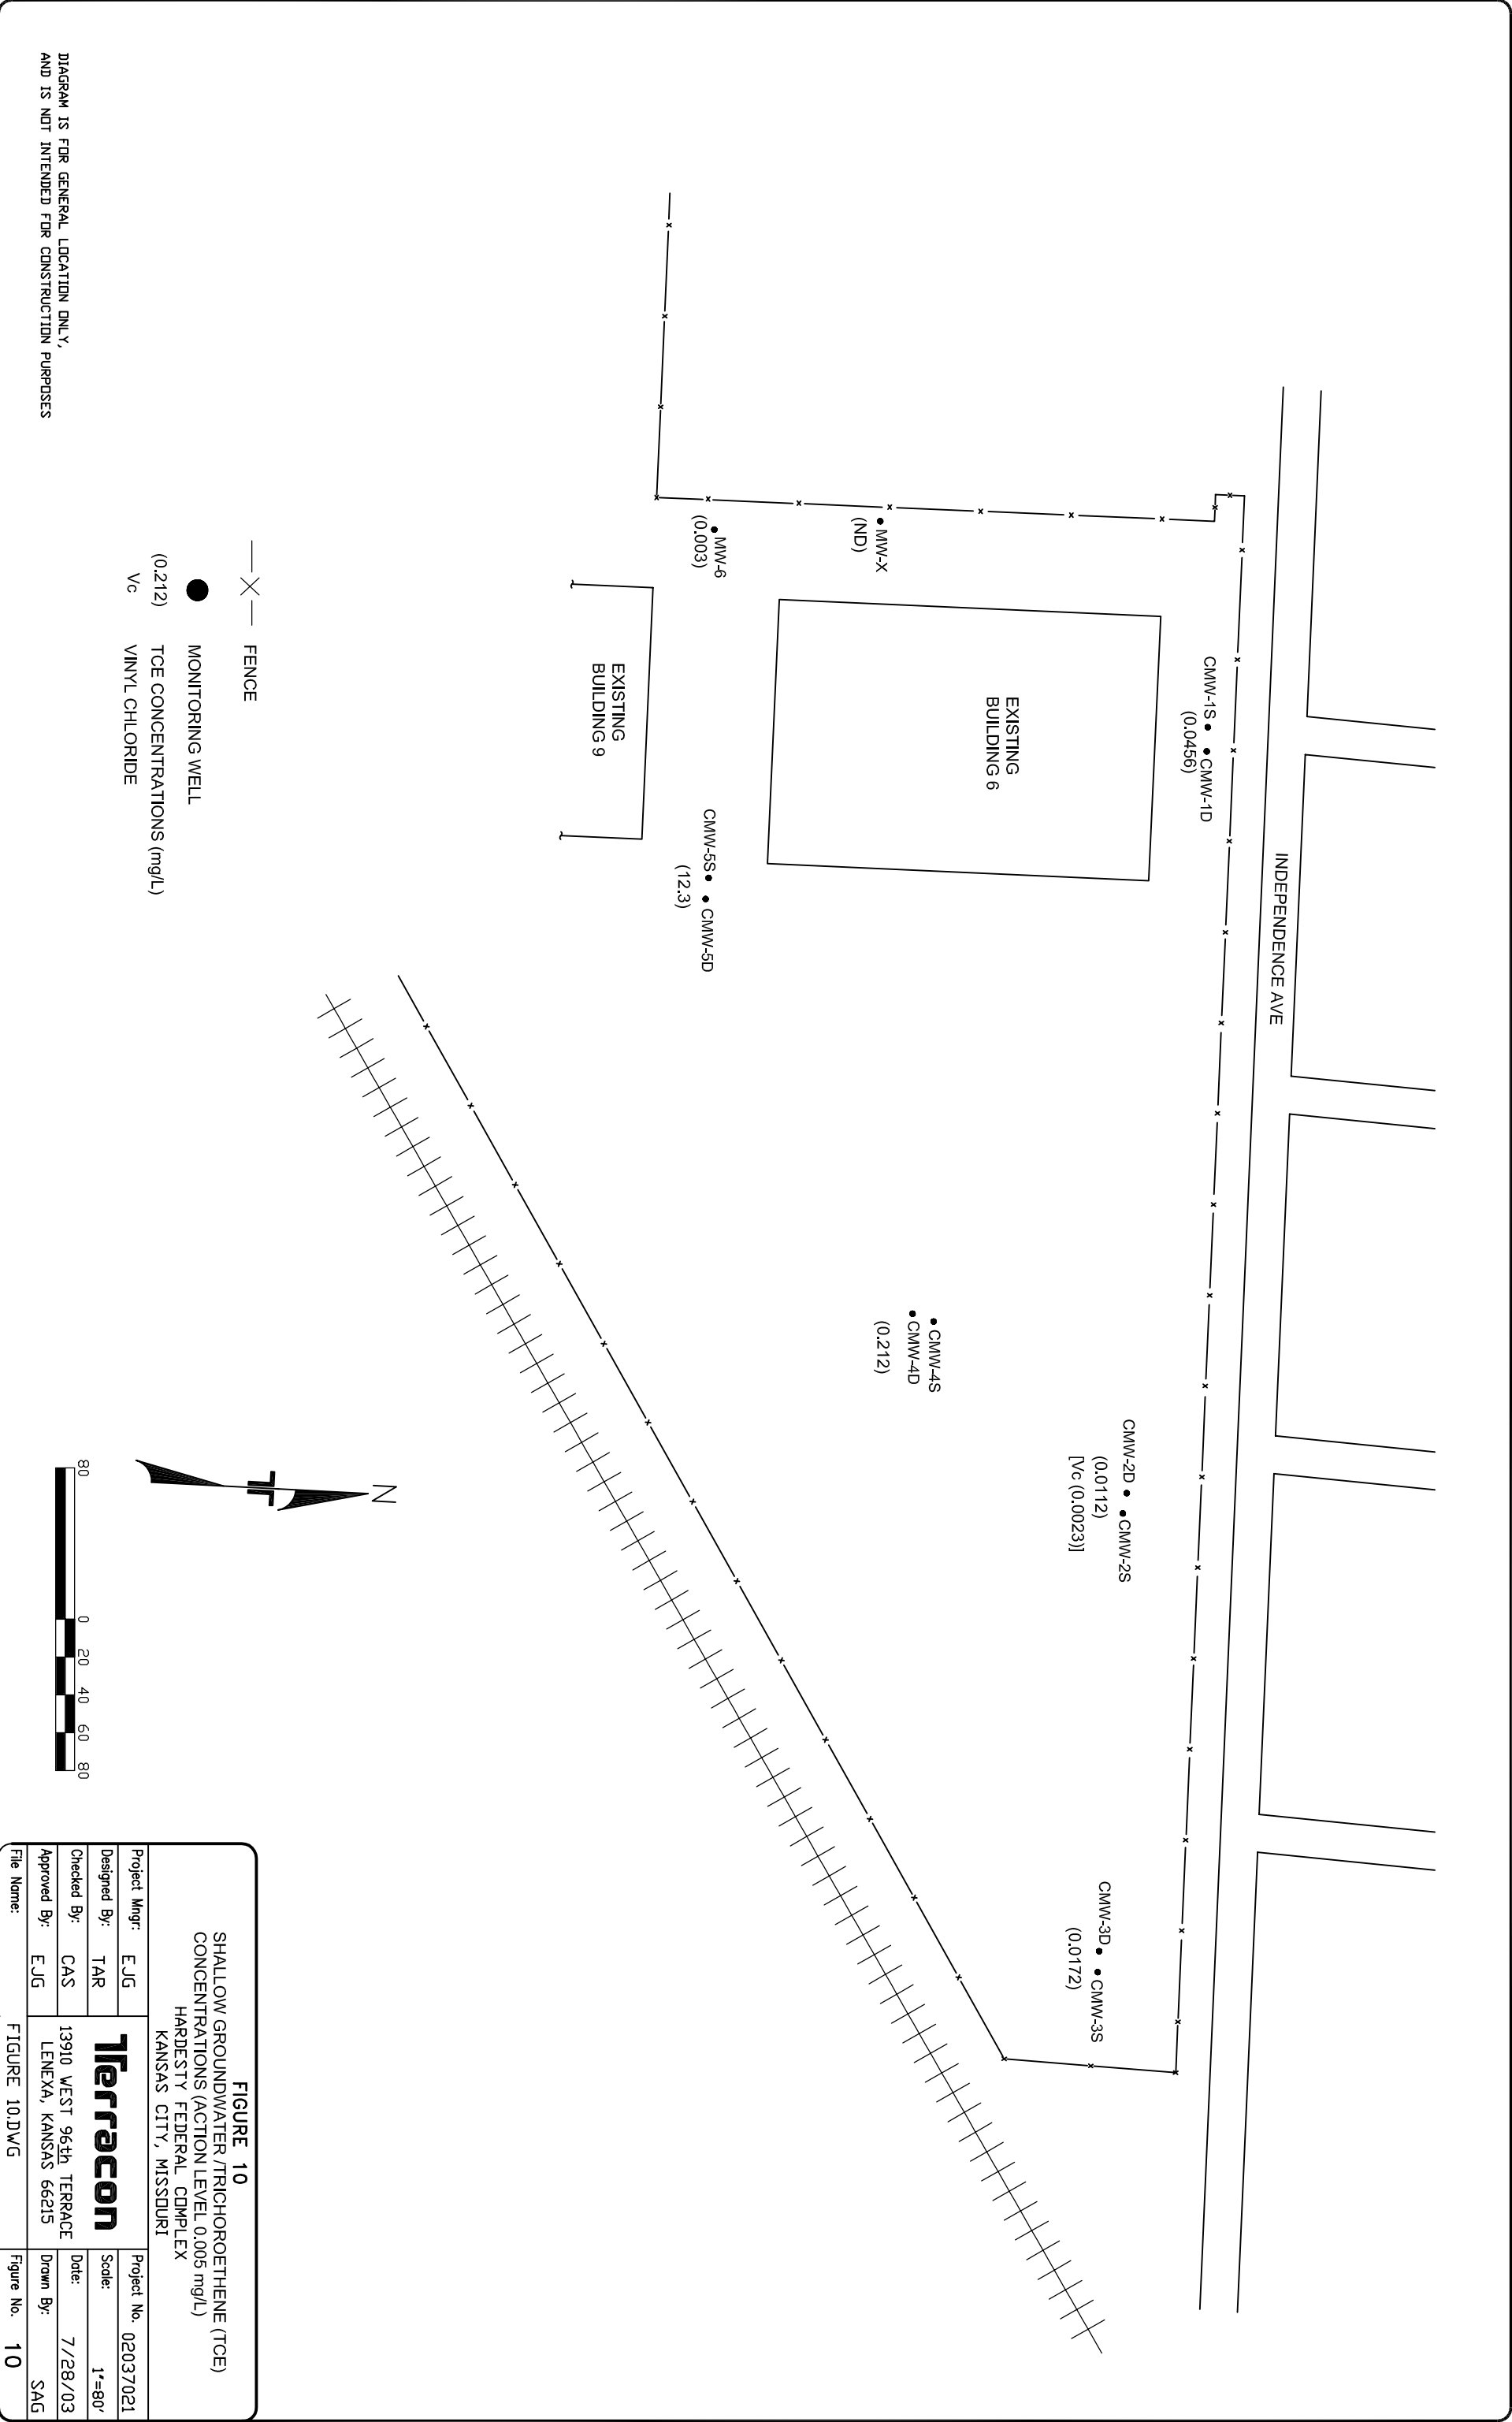 INDEPENDENCE AVE
CMW-1S
CMW-1D
(0.0456)
CMW-2D
CMW-2S
(0.0112)
[Vc (0.0023)]
CMW-3D
CMW-3S
(0.0172)
EXISTING
BUILDING 6
CMW-4S
CMW-4D
(0.212)
MW-X
(ND)
MW-6
(0.003)
CMW-5S
CMW-5D
(12.3)
EXISTING
BUILDING 9
N
FENCE
MONITORING WELL
(0.212) TCE CONCENTRATIONS (mg/L)
Vc VINYL CHLORIDE
80 0 20 40 60 80
DIAGRAM IS FOR GENERAL LOCATION ONLY,
AND IS NOT INTENDED FOR CONSTRUCTION PURPOSES
FIGURE 10
SHALLOW GROUNDWATER /TRICHOROETHENE (TCE)
CONCENTRATIONS (ACTION LEVEL 0.005 mg/L)
HARDESTY FEDERAL COMPLEX
KANSAS CITY, MISSOURI
Project Mngr: EJG
Designed By: TAR
Checked By: CAS
Approved By: EJG
File Name: FIGURE 10.DWG
Terracon
13910 WEST 96th TERRACE
LENEXA, KANSAS 66215
Project No. 02037021
Scale: 1"=80'
Date: 7/28/03
Drawn By: SAG
Figure No. 10